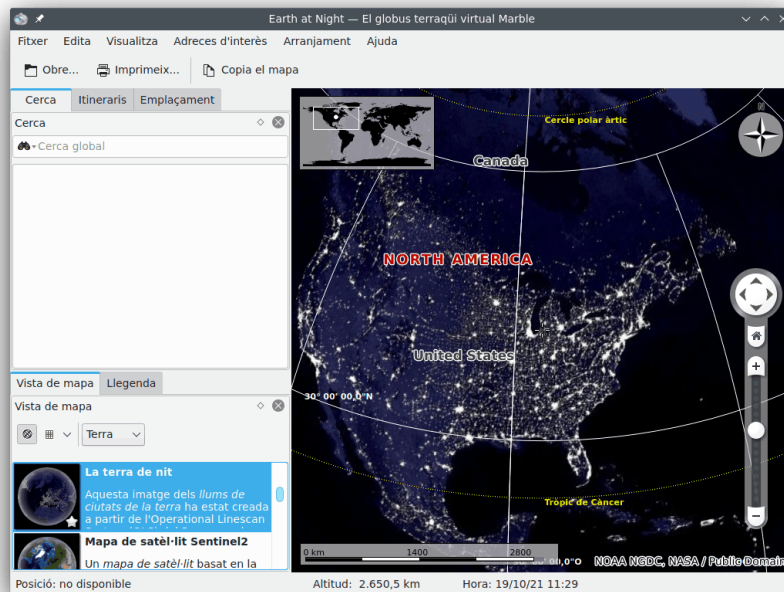 Earth at Night — El globus terraqüi virtual Marble
Fitxer Edita Visualitza Adreces d'interès Arranjament Ajuda
Obre... Imprimeix... Copia el mapa
Cerca Itineraris Emplaçament
Cerca
Cerca global
Vista de mapa Llegenda
Vista de mapa
Terra
La terra de nit
Aquesta imatge dels llums de
ciutats de la terra ha estat creada
a partir de l'Operational Linescan
Mapa de satèl·lit Sentinel2
Un mapa de satèl·lit basat en la
N
Cercle polar àrtic
Canada
NORTH AMERICA
United States
30° 00' 00,0"N
Tròpic de Càncer
0 km 1400 2800
00,0"O
NOAA NGDC, NASA / Public Domain
Posició: no disponible Altitud: 2.650,5 km Hora: 19/10/21 11:29